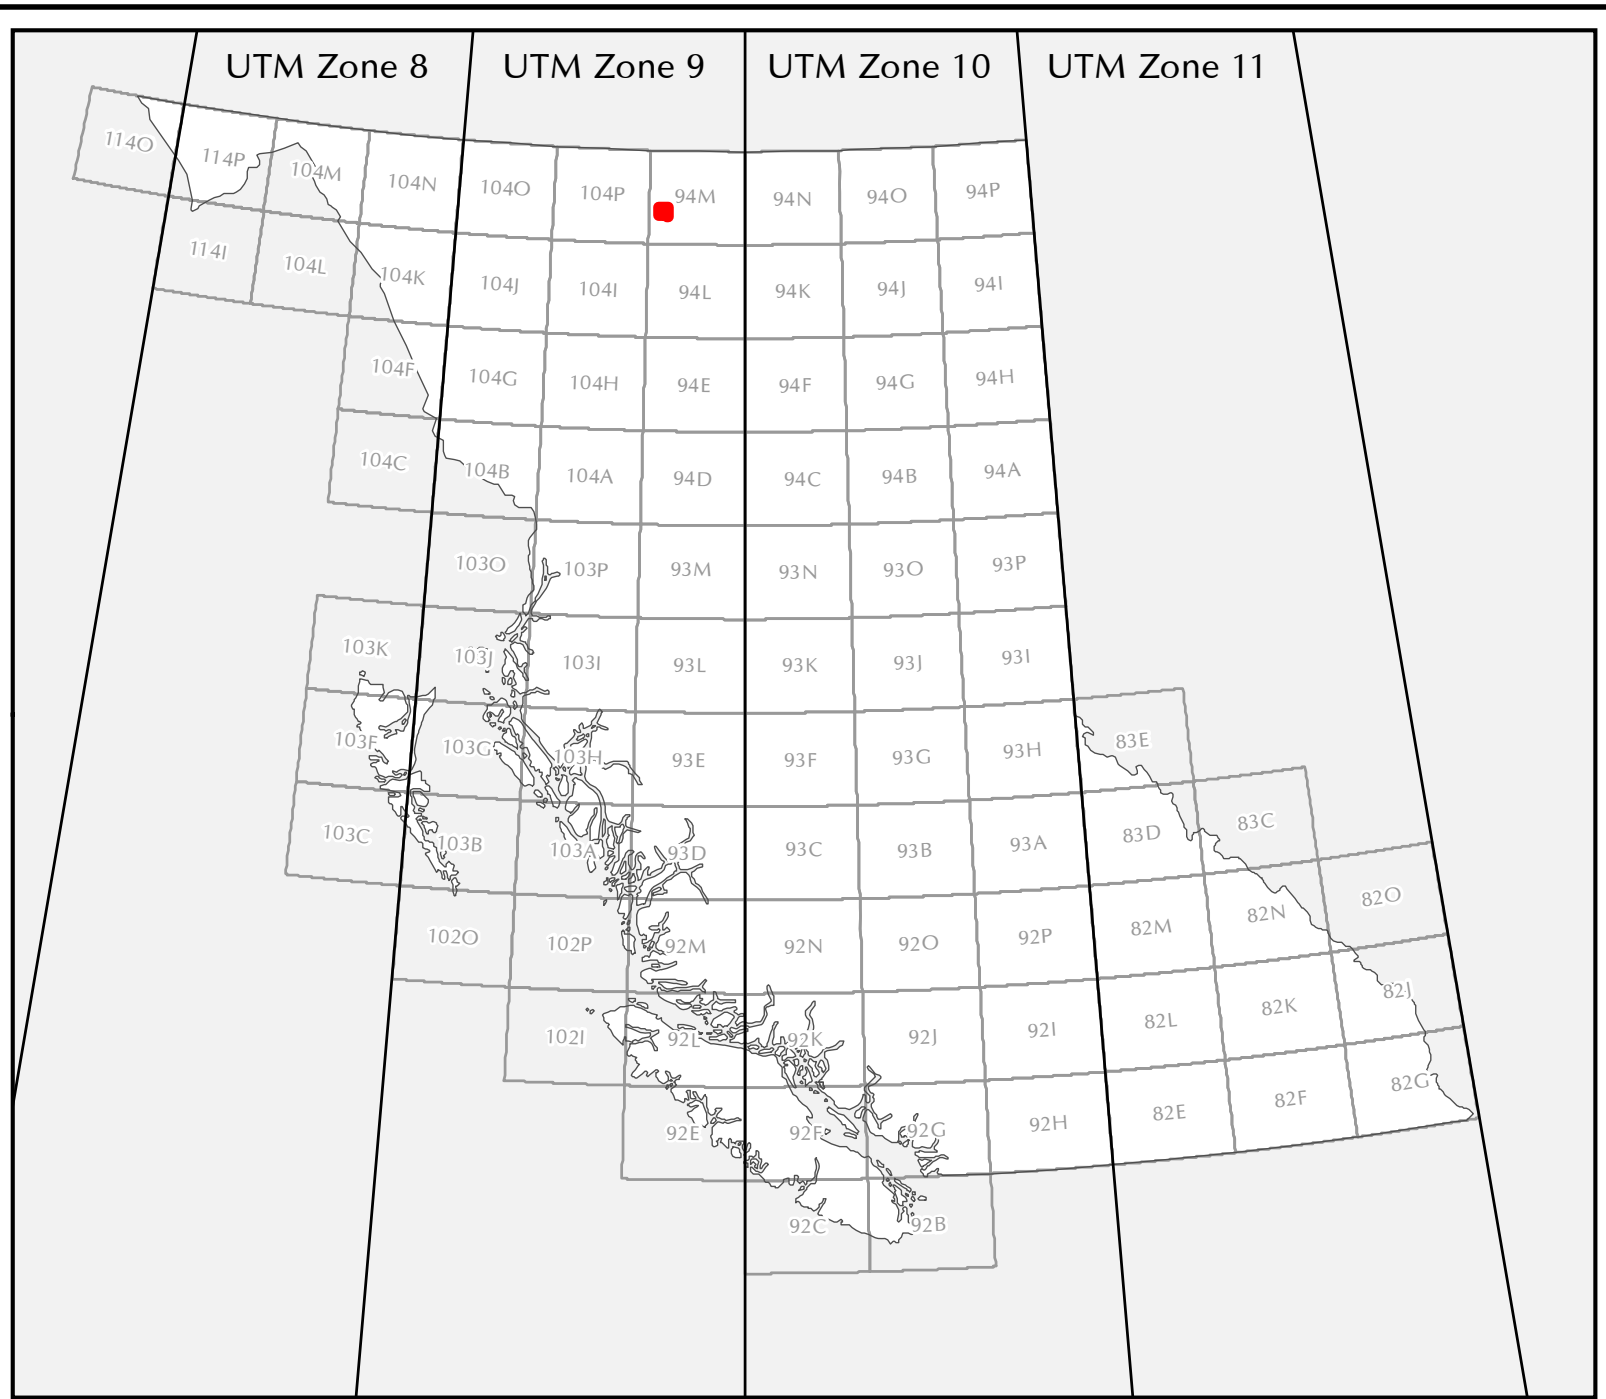 UTM Zone 8 UTM Zone 9 UTM Zone 10 UTM Zone 11
114O 114P 104M 104N 104O 104P 94M 94N 94O 94P
114I 104L 104K 104J 104I 94L 94K 94J 94I
104F 104G 104H 94E 94F 94G 94H
104C 104B 104A 94D 94C 94B 94A
103O 103P 93M 93N 93O 93P
103K 103J 103I 93L 93K 93J 93I
103F 103G 103H 93E 93F 93G 93H 83E
103C 103B 103A 93D 93C 93B 93A 83D 83C
102O 102P 92M 92N 92O 92P 82M 82N 82O
102I 92L 92K 92J 92I 82L 82K 82J
92E 92F 92G 92H 82E 82F 82G
92C 92B